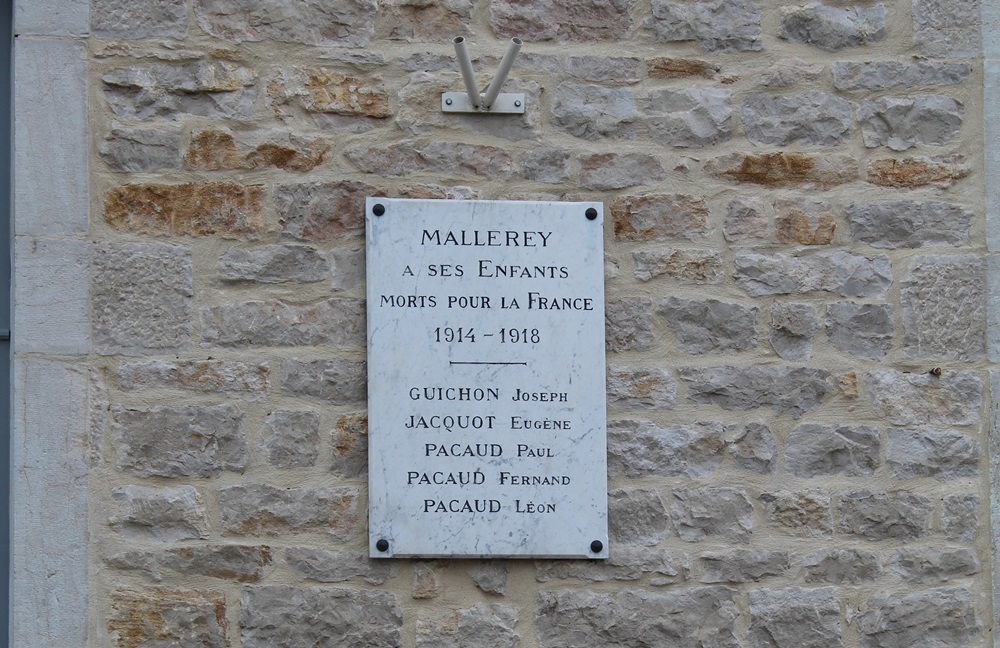 MALLEREY
A SES ENFANTS
MORTS POUR LA FRANCE
1914 - 1918
GUICHON JOSEPH
JACQUOT EUGÈNE
PACAUD PAUL
PACAUD FERNAND
PACAUD LÉON